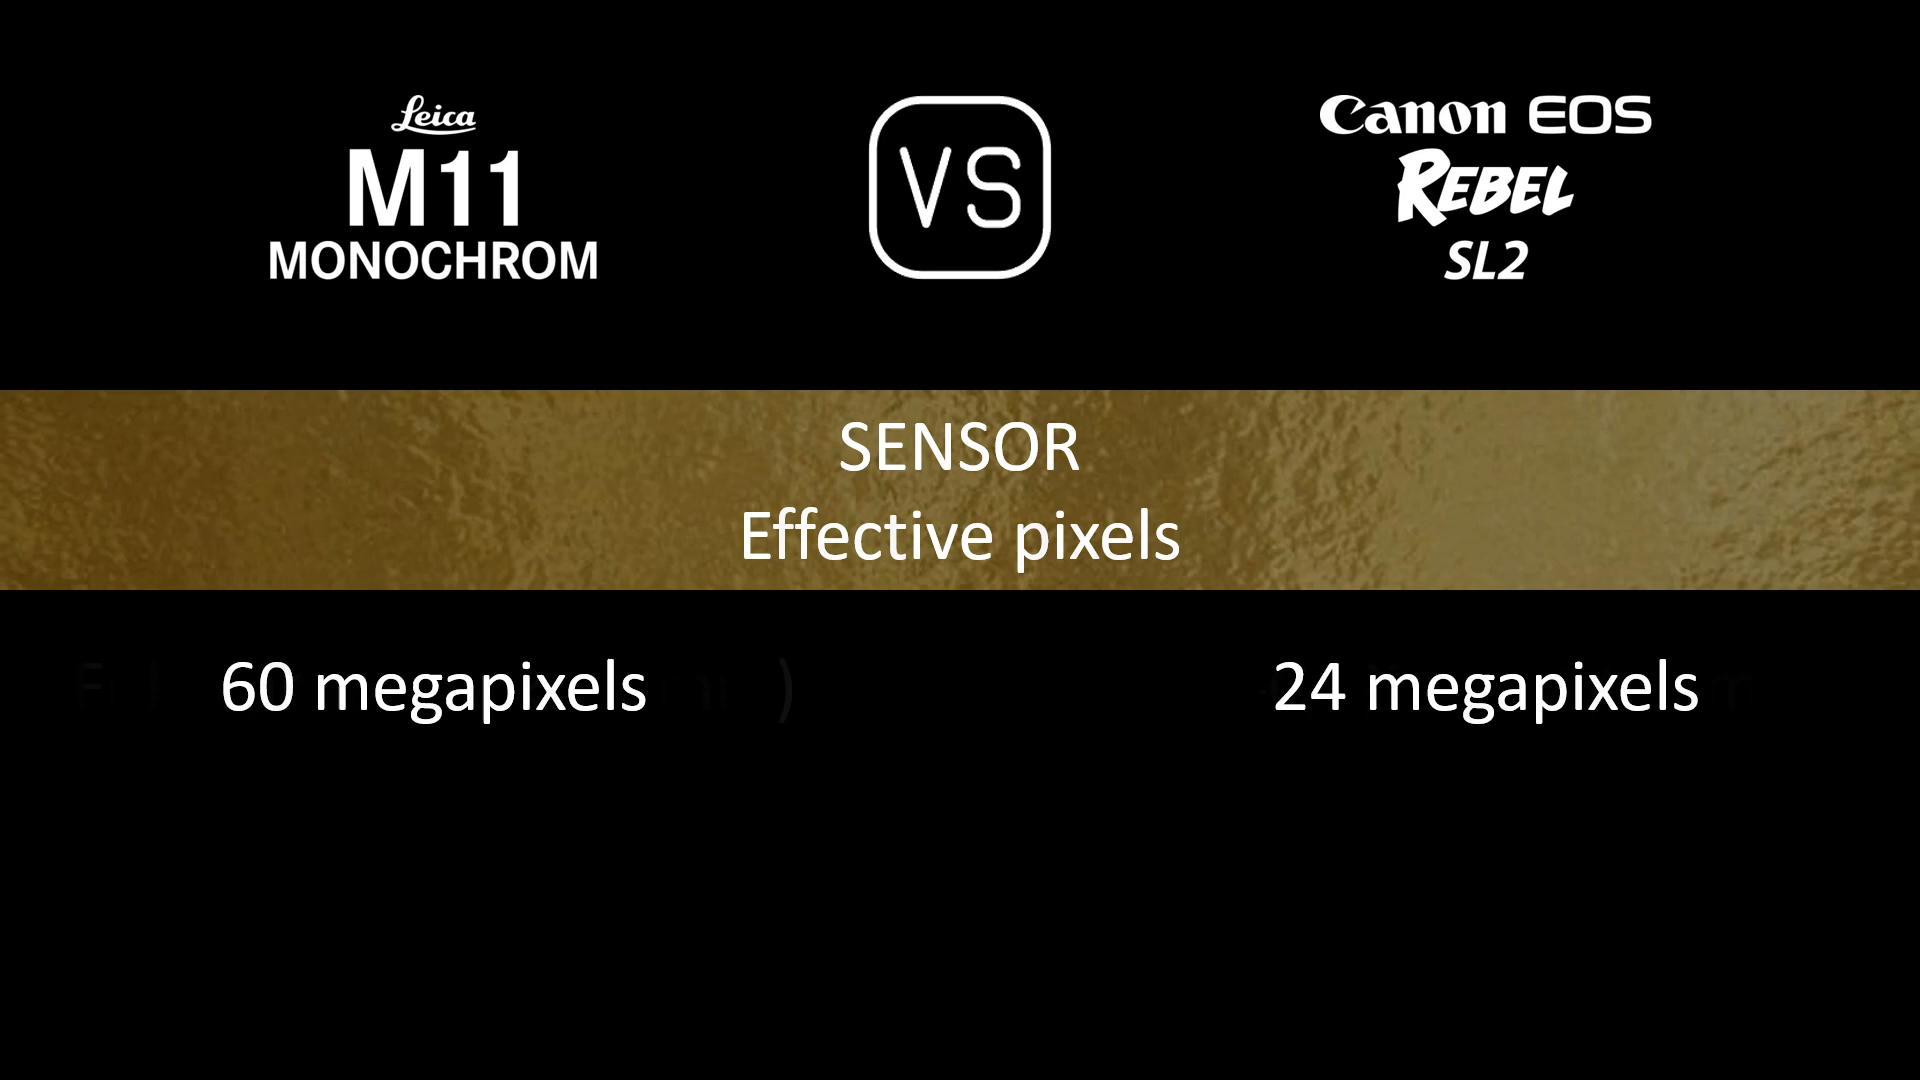 Leica
M11
MONOCHROM
VS
Canon EOS
REBEL
SL2
SENSOR
Effective pixels
60 megapixels
24 megapixels